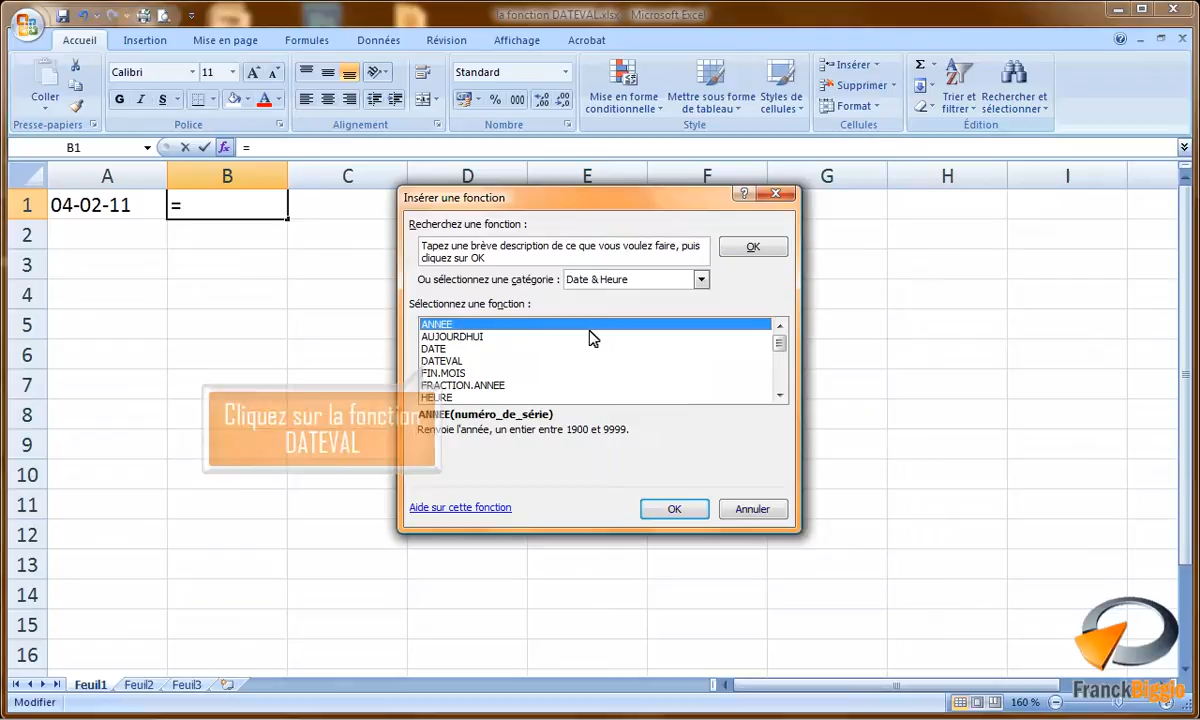 la fonction DATEVAL.xlsx - Microsoft Excel
Accueil Insertion Mise en page Formules Données Révision Affichage Acrobat
Coller
Presse-papiers
Calibri 11
G I S
Police
Alignement
Standard
% 000
Nombre
Mise en forme conditionnelle
Mettre sous forme de tableau
Styles de cellules
Style
Insérer
Supprimer
Format
Cellules
Σ
Trier et filtrer
Rechercher et sélectionner
Édition
B1 fx =
A B C D E F G H I
1 04-02-11 =
2
3
4
5
6
7
8
9
10
11
12
13
14
15
16
Insérer une fonction
Recherchez une fonction :
Tapez une brève description de ce que vous voulez faire, puis
cliquez sur OK
OK
Ou sélectionnez une catégorie : Date & Heure
Sélectionnez une fonction :
ANNEE
AUJOURDHUI
DATE
DATEVAL
FIN.MOIS
FRACTION.ANNEE
HEURE
ANNEE(numéro_de_série)
Renvoie l'année, un entier entre 1900 et 9999.
Aide sur cette fonction
OK Annuler
Cliquez sur la fonction
DATEVAL
Feuil1 Feuil2 Feuil3
FranckBigglo
Modifier 160 %